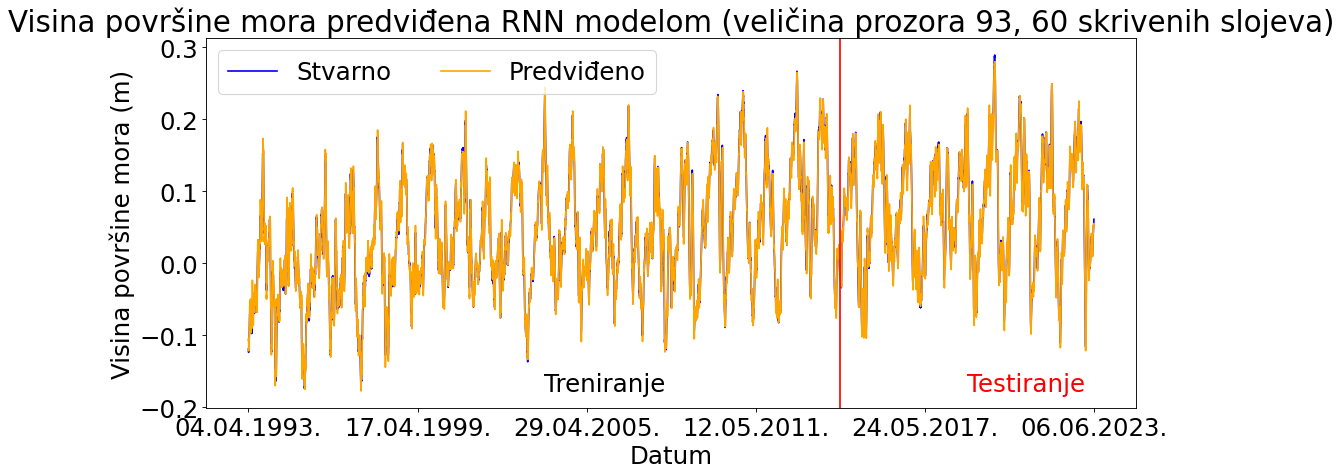 Visina površine mora predviđena RNN modelom (veličina prozora 93, 60 skrivenih slojeva)
Stvarno
Predviđeno
Visina površine mora (m)
0.3
0.2
0.1
0.0
−0.1
−0.2
Treniranje
Testiranje
04.04.1993.
17.04.1999.
29.04.2005.
12.05.2011.
24.05.2017.
06.06.2023.
Datum